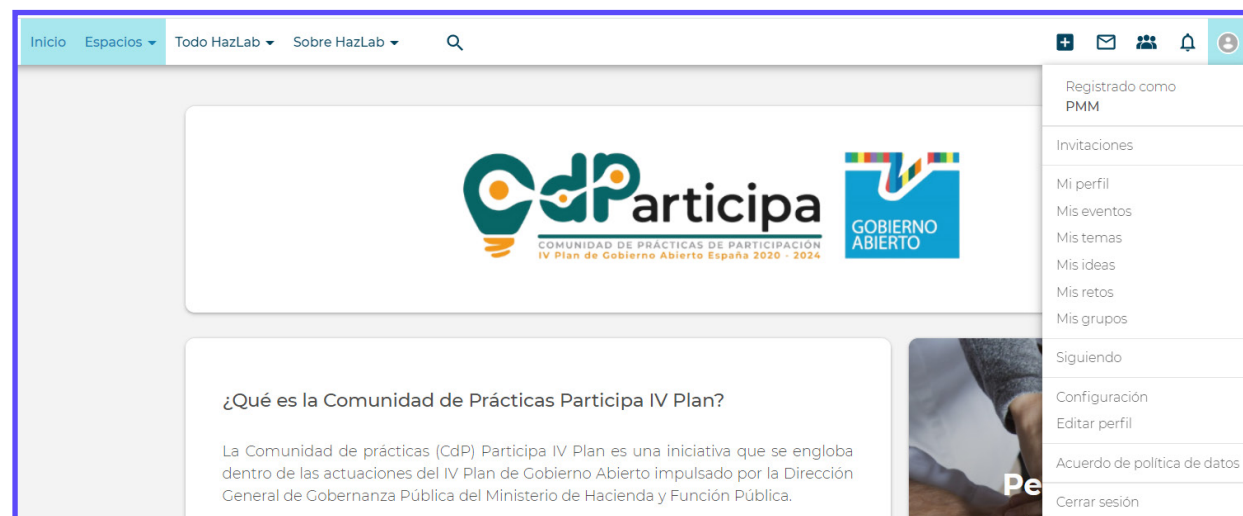 Inicio Espacios Todo HazLab Sobre HazLab
Registrado como
PMM
Invitaciones
Mi perfil
Mis eventos
Mis temas
Mis ideas
Mis retos
Mis grupos
Siguiendo
Configuración
Editar perfil
Acuerdo de política de datos
Cerrar sesión
CdParticipa
COMUNIDAD DE PRÁCTICAS DE PARTICIPACIÓN
IV Plan de Gobierno Abierto España 2020 - 2024
GOBIERNO
ABIERTO
¿Qué es la Comunidad de Prácticas Participa IV Plan?
La Comunidad de prácticas (CdP) Participa IV Plan es una iniciativa que se engloba
dentro de las actuaciones del IV Plan de Gobierno Abierto impulsado por la Dirección
General de Gobernanza Pública del Ministerio de Hacienda y Función Pública.
Pe